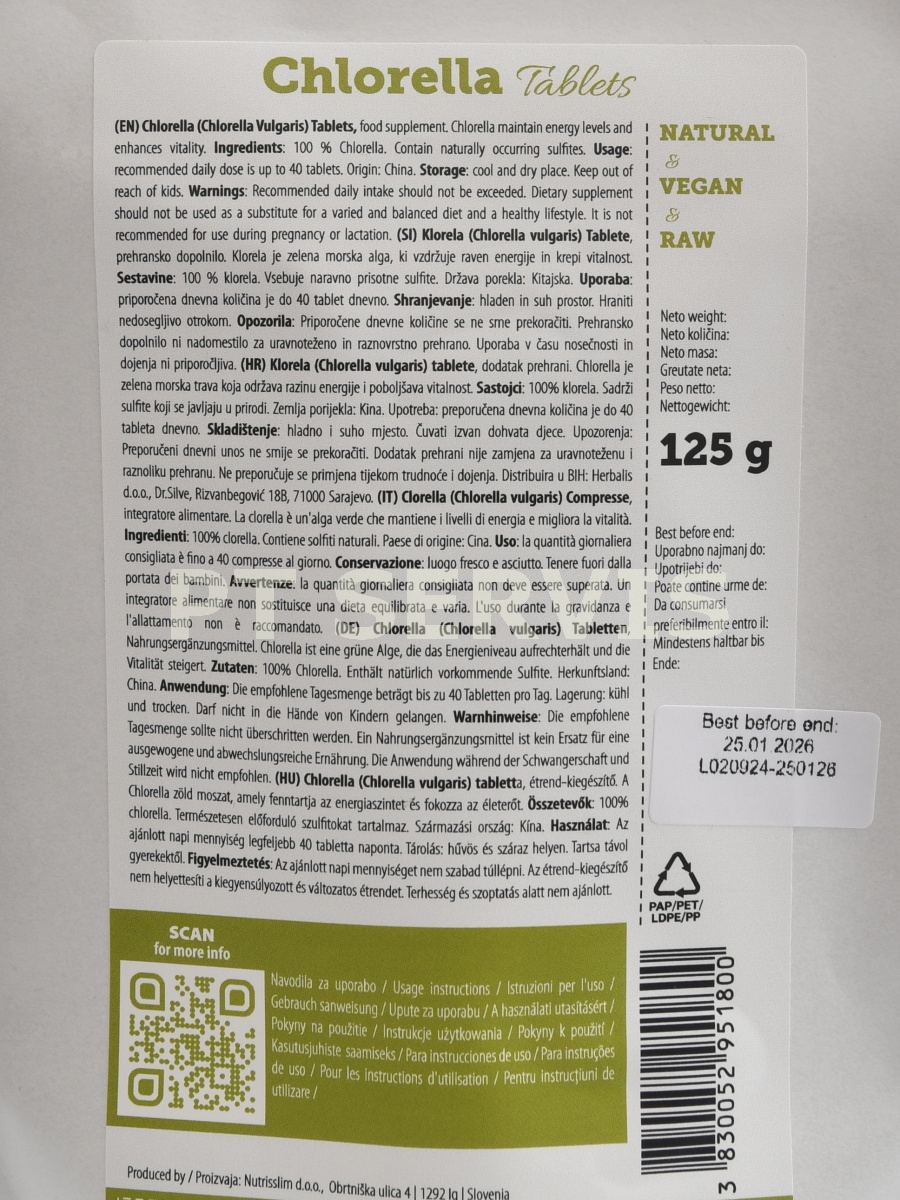 Chlorella Tablets
(EN) Chlorella (Chlorella Vulgaris) Tablets, food supplement. Chlorella maintain energy levels and
enhances vitality. Ingredients: 100 % Chlorella. Contain naturally occurring sulfites. Usage:
recommended daily dose is up to 40 tablets. Origin: China. Storage: cool and dry place. Keep out of
reach of kids. Warnings: Recommended daily intake should not be exceeded. Dietary supplement
should not be used as a substitute for a varied and balanced diet and a healthy lifestyle. It is not
recommended for use during pregnancy or lactation. (SI) Klorela (Chlorella vulgaris) Tablete,
prehransko dopolnilo. Klorela je zelena morska alga, ki vzdržuje raven energije in krepi vitalnost.
Sestavine: 100 % klorela. Vsebuje naravno prisotne sulfite. Država porekla: Kitajska. Uporaba:
priporočena dnevna količina je do 40 tablet dnevno. Shranjevanje: hladen in suh prostor. Hraniti
nedosegljivo otrokom. Opozorila: Priporočene dnevne količine se ne sme prekoračiti. Prehransko
dopolnilo ni nadomestilo za uravnoteženo in raznovrstno prehrano. Uporaba v času nosečnosti in
dojenja ni priporočljiva. (HR) Klorela (Chlorella vulgaris) tablete, dodatak prehrani. Chlorella je
zelena morska trava koja održava razinu energije i poboljšava vitalnost. Sastojci: 100% klorela. Sadrži
sulfite koji se javljaju u prirodi. Zemlja porijekla: Kina. Upotreba: preporučena dnevna količina je do 40
tableta dnevno. Skladištenje: hladno i suho mjesto. Čuvati izvan dohvata djece. Upozorenja:
Preporučeni dnevni unos ne smije se prekoračiti. Dodatak prehrani nije zamjena za uravnoteženu i
raznoliku prehranu. Ne preporučuje se primjena tijekom trudnoće i dojenja. Distribuira u BIH: Herbalis
d.o.o., Dr.Silve, Rizvanbegović 18B, 71000 Sarajevo. (IT) Clorella (Chlorella vulgaris) Compresse,
integratore alimentare. La clorella è un'alga verde che mantiene i livelli di energia e migliora la vitalità.
Ingredienti: 100% clorella. Contiene solfiti naturali. Paese di origine: Cina. Uso: la quantità giornaliera
consigliata è fino a 40 compresse al giorno. Conservazione: luogo fresco e asciutto. Tenere fuori dalla
portata dei bambini. Avvertenze: la quantità giornaliera consigliata non deve essere superata. Un
integratore alimentare non sostituisce una dieta equilibrata e varia. L'uso durante la gravidanza e
l'allattamento non è raccomandato. (DE) Chlorella (Chlorella vulgaris) Tabletten,
Nahrungsergänzungsmittel. Chlorella ist eine grüne Alge, die das Energieniveau aufrechterhält und die
Vitalität steigert. Zutaten: 100% Chlorella. Enthält natürlich vorkommende Sulfite. Herkunftsland:
China. Anwendung: Die empfohlene Tagesmenge beträgt bis zu 40 Tabletten pro Tag. Lagerung: kühl
und trocken. Darf nicht in die Hände von Kindern gelangen. Warnhinweise: Die empfohlene
Tagesmenge sollte nicht überschritten werden. Ein Nahrungsergänzungsmittel ist kein Ersatz für eine
ausgewogene und abwechslungsreiche Ernährung. Die Anwendung während der Schwangerschaft und
Stillzeit wird nicht empfohlen. (HU) Chlorella (Chlorella vulgaris) tabletta, étrend-kiegészítő. A
Chlorella zöld moszat, amely fenntartja az energiaszintet és fokozza az életerőt. Összetevők: 100%
chlorella. Természetesen előforduló szulfitokat tartalmaz. Származási ország: Kína. Használat: Az
ajánlott napi mennyiség legfeljebb 40 tabletta naponta. Tárolás: hűvös és száraz helyen. Tartsa távol
gyerekektől. Figyelmeztetés: Az ajánlott napi mennyiséget nem szabad túllépni. Az étrend-kiegészítő
nem helyettesíti a kiegyensúlyozott és változatos étrendet. Terhesség és szoptatás alatt nem ajánlott.
NATURAL
&
VEGAN
&
RAW
Neto weight:
Neto količina:
Neto masa:
Greutate neta:
Peso netto:
Nettogewicht:
125 g
Best before end:
Uporabno najmanj do:
Upotrijebi do:
Poate contine urme de:
Da consumarsi
preferibilmente entro il:
Mindestens haltbar bis
Ende:
Best before end:
25.01.2026
L020924-250126
PAP/PET/
LDPE/PP
SCAN
for more info
Navodila za uporabo / Usage instructions / Istruzioni per l'uso /
Gebrauch sanweisung / Upute za uporabu / A használati utasításért /
Pokyny na použitie / Instrukcje użytkowania / Pokyny k použití /
Kasutusjuhiste saamiseks / Para instrucciones de uso / Para instruções
de uso / Pour les instructions d'utilisation / Pentru instrucțiuni de
utilizare /
3 830052 951800
Produced by / Proizvaja: Nutrisslim d.o.o., Obrtniška ulica 4 | 1292 Ig | Slovenia